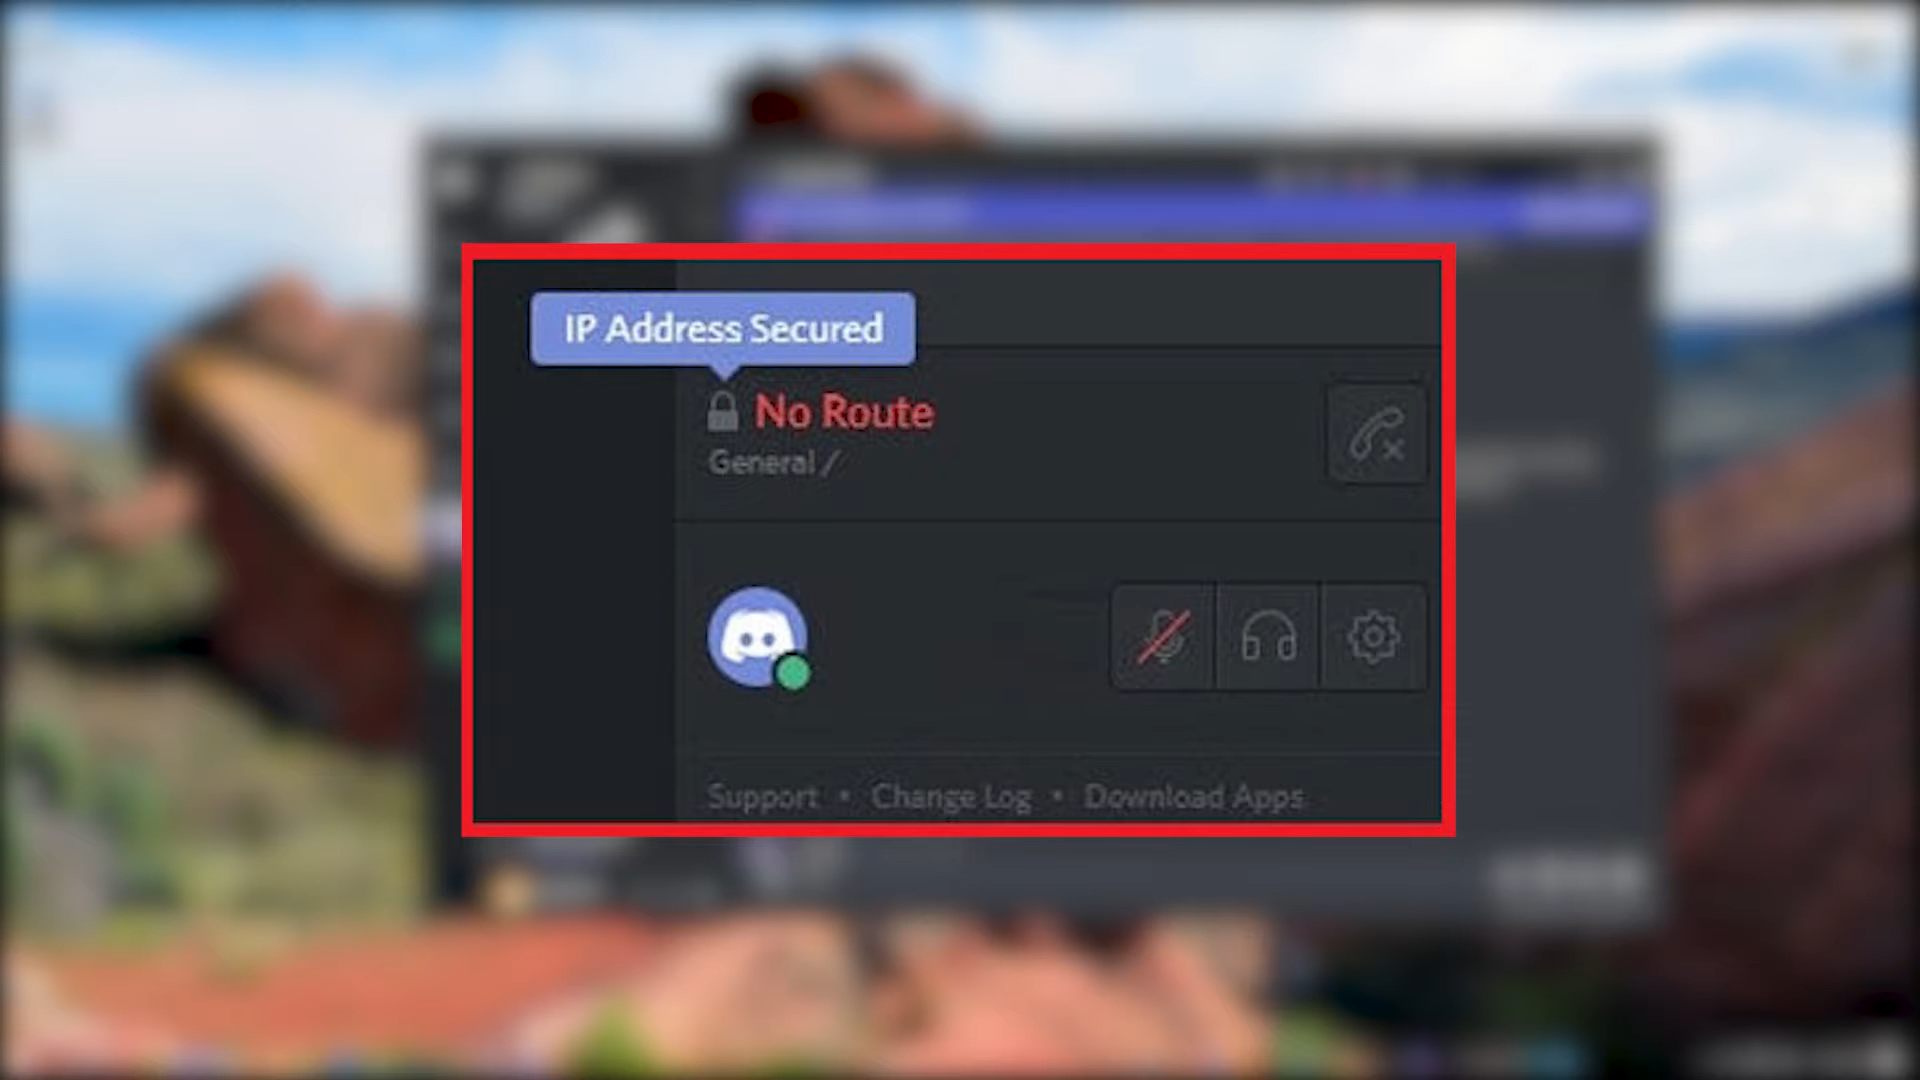 IP Address Secured
No Route
General /
Support • Change Log • Download Apps